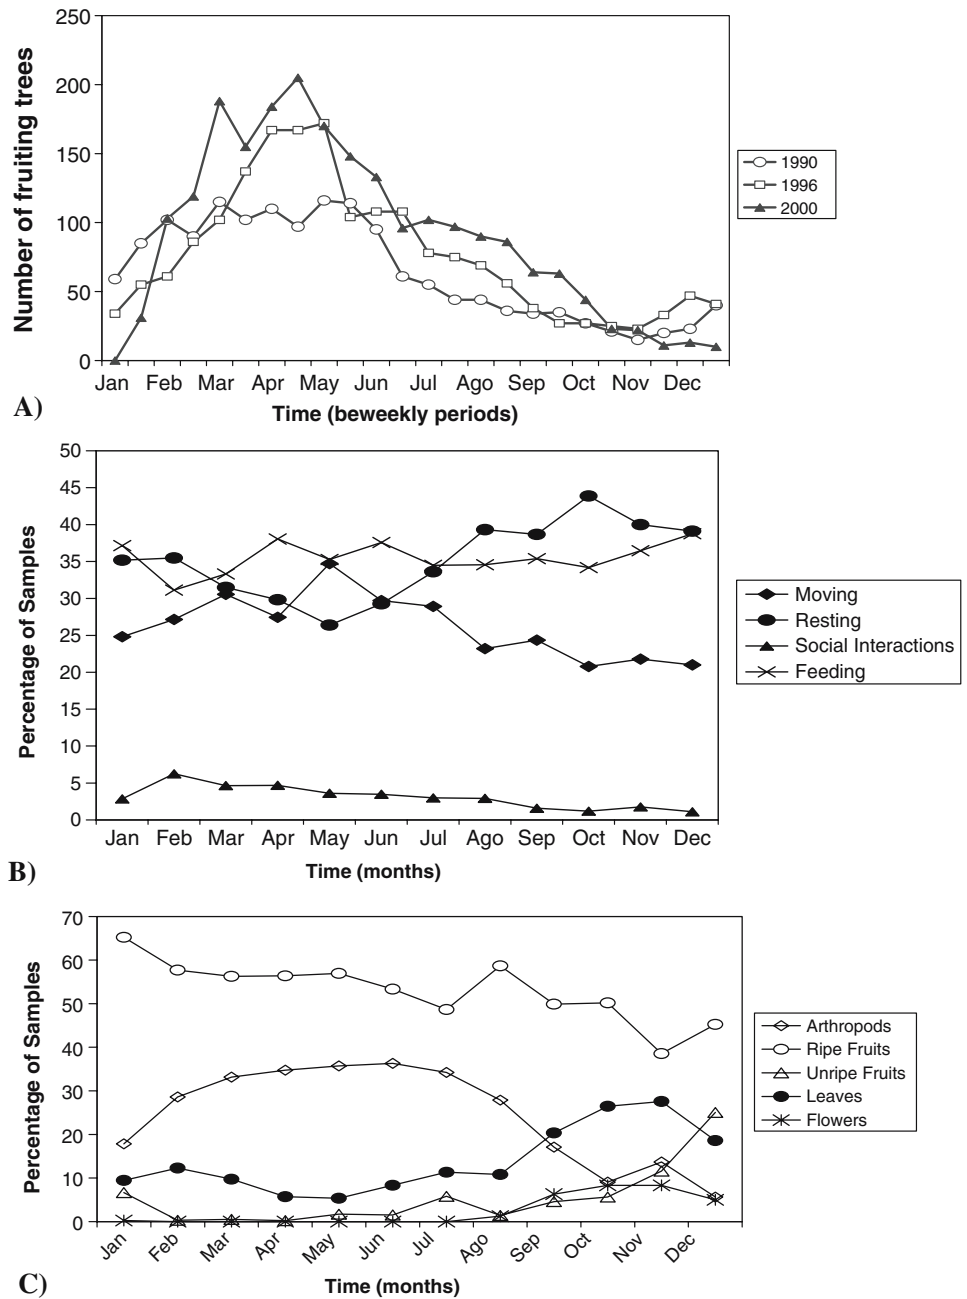 250
200
150
100
50
0
Number of fruiting trees
Jan Feb Mar Apr May Jun Jul Ago Sep Oct Nov Dec
Time (beweekly periods)
1990
1996
2000
A)
50
45
40
35
30
25
20
15
10
5
0
Percentage of Samples
Jan Feb Mar Apr May Jun Jul Ago Sep Oct Nov Dec
Time (months)
Moving
Resting
Social Interactions
Feeding
B)
70
60
50
40
30
20
10
0
Percentage of Samples
Jan Feb Mar Apr May Jun Jul Ago Sep Oct Nov Dec
Time (months)
Arthropods
Ripe Fruits
Unripe Fruits
Leaves
Flowers
C)